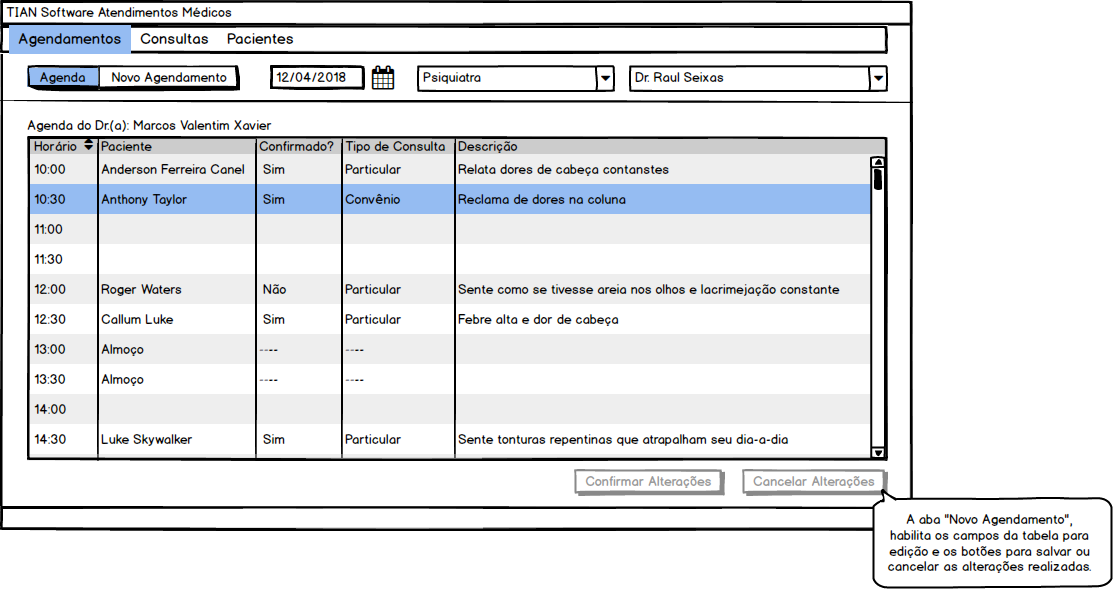 TIAN Software Atendimentos Médicos
Agendamentos Consultas Pacientes
Agenda Novo Agendamento 12/04/2018 Psiquiatra Dr. Raul Seixas
Agenda do Dr.(a): Marcos Valentim Xavier
Horário Paciente Confirmado? Tipo de Consulta Descrição
10:00 Anderson Ferreira Canel Sim Particular Relata dores de cabeça contanstes
10:30 Anthony Taylor Sim Convênio Reclama de dores na coluna
11:00
11:30
12:00 Roger Waters Não Particular Sente como se tivesse areia nos olhos e lacrimejação constante
12:30 Callum Luke Sim Particular Febre alta e dor de cabeça
13:00 Almoço ---- ----
13:30 Almoço ---- ----
14:00
14:30 Luke Skywalker Sim Particular Sente tonturas repentinas que atrapalham seu dia-a-dia
Confirmar Alterações Cancelar Alterações
A aba "Novo Agendamento",
habilita os campos da tabela para
edição e os botões para salvar ou
cancelar as alterações realizadas.